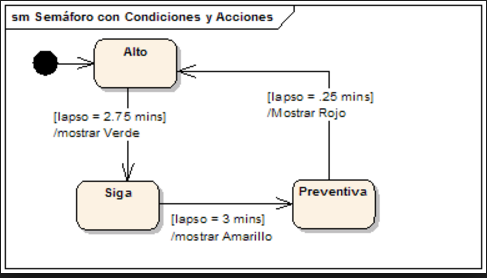 sm Semáforo con Condiciones y Acciones
Alto
[lapso = 2.75 mins]
/mostrar Verde
[lapso = .25 mins]
/Mostrar Rojo
Siga
Preventiva
[lapso = 3 mins]
/mostrar Amarillo